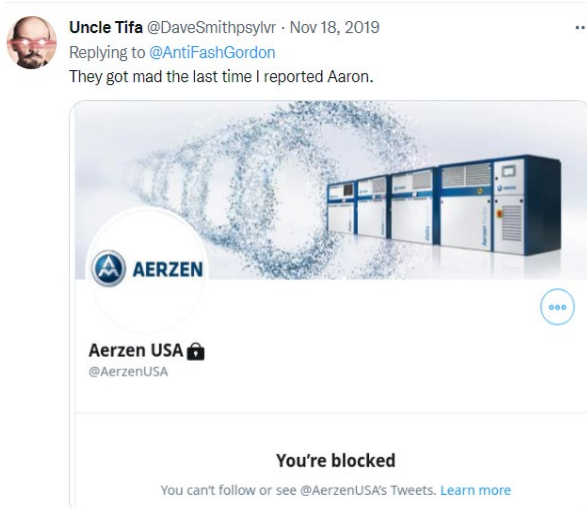 Uncle Tifa @DaveSmithpsylvr · Nov 18, 2019
Replying to @AntiFashGordon
They got mad the last time I reported Aaron.
AERZEN
Aerzen USA
@AerzenUSA
You're blocked
You can't follow or see @AerzenUSA's Tweets. Learn more